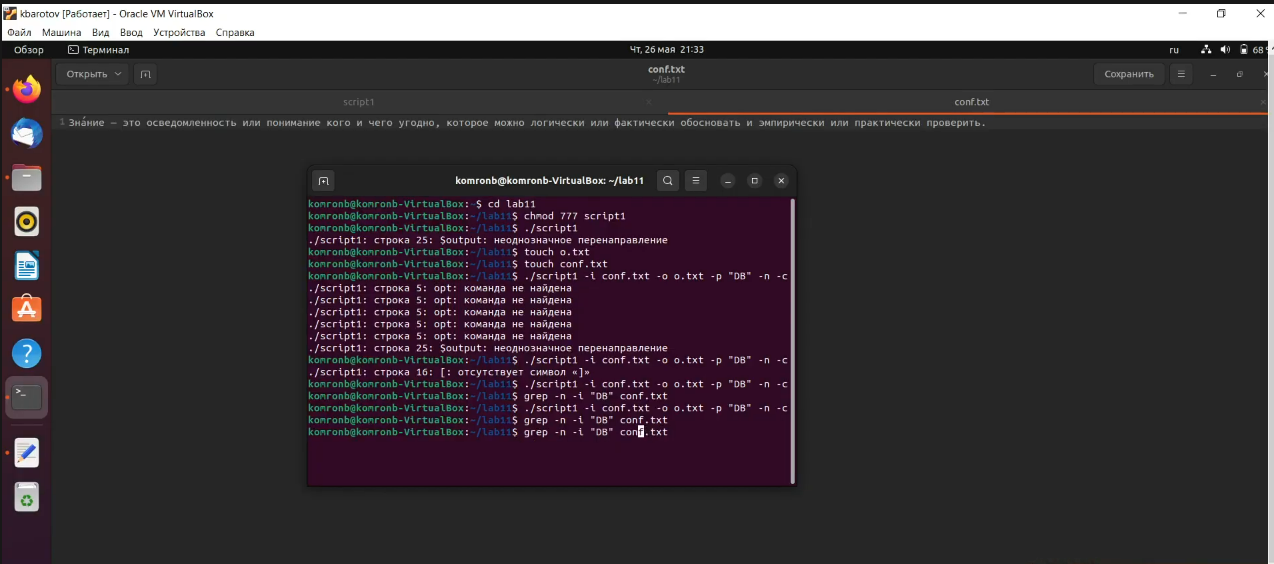 kbarotov [Работает] - Oracle VM VirtualBox
Файл Машина Вид Ввод Устройства Справка
Обзор Терминал Чт, 26 мая 21:33 ru 68
Открыть conf.txt Сохранить
~/lab11
script1 conf.txt
1 Зна́ние — это осведомленность или понимание кого и чего угодно, которое можно логически или фактически обосновать и эмпирически или практически проверить.
komronb@komronb-VirtualBox: ~/lab11
komronb@komronb-VirtualBox:~$ cd lab11
komronb@komronb-VirtualBox:~/lab11$ chmod 777 script1
komronb@komronb-VirtualBox:~/lab11$ ./script1
./script1: строка 25: $output: неоднозначное перенаправление
komronb@komronb-VirtualBox:~/lab11$ touch o.txt
komronb@komronb-VirtualBox:~/lab11$ touch conf.txt
komronb@komronb-VirtualBox:~/lab11$ ./script1 -i conf.txt -o o.txt -p "DB" -n -c
./script1: строка 5: opt: команда не найдена
./script1: строка 5: opt: команда не найдена
./script1: строка 5: opt: команда не найдена
./script1: строка 5: opt: команда не найдена
./script1: строка 5: opt: команда не найдена
./script1: строка 25: $output: неоднозначное перенаправление
komronb@komronb-VirtualBox:~/lab11$ ./script1 -i conf.txt -o o.txt -p "DB" -n -c
./script1: строка 16: [: отсутствует символ «]»
komronb@komronb-VirtualBox:~/lab11$ ./script1 -i conf.txt -o o.txt -p "DB" -n -c
komronb@komronb-VirtualBox:~/lab11$ grep -n -i "DB" conf.txt
komronb@komronb-VirtualBox:~/lab11$ ./script1 -i conf.txt -o o.txt -p "DB" -n -c
komronb@komronb-VirtualBox:~/lab11$ grep -n -i "DB" conf.txt
komronb@komronb-VirtualBox:~/lab11$ grep -n -i "DB" conf.txt